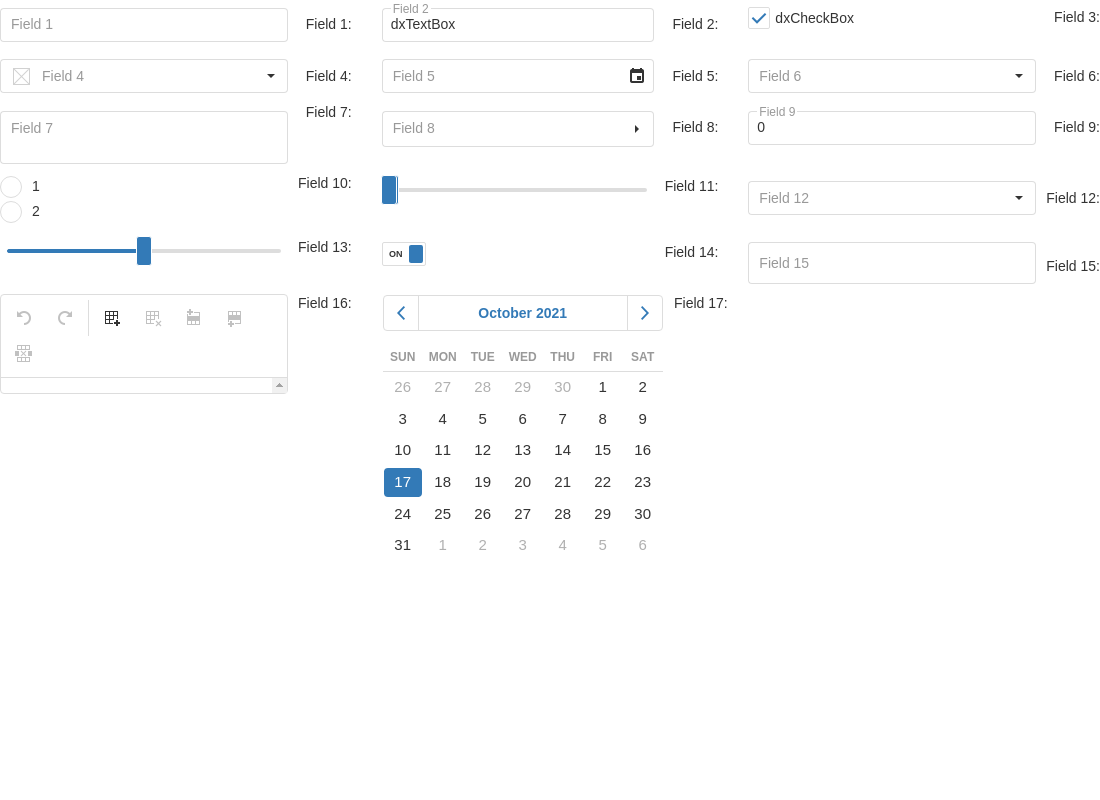 Field 1 Field 1: Field 2 dxTextBox Field 2: dxCheckBox Field 3:
Field 4 Field 4: Field 5 Field 5: Field 6 Field 6:
Field 7 Field 7: Field 8 Field 8: Field 9 0 Field 9:
1 Field 10: Field 11: Field 12 Field 12:
2
Field 13: ON Field 14: Field 15 Field 15:
Field 16: October 2021 Field 17:
SUN MON TUE WED THU FRI SAT
26 27 28 29 30 1 2
3 4 5 6 7 8 9
10 11 12 13 14 15 16
17 18 19 20 21 22 23
24 25 26 27 28 29 30
31 1 2 3 4 5 6